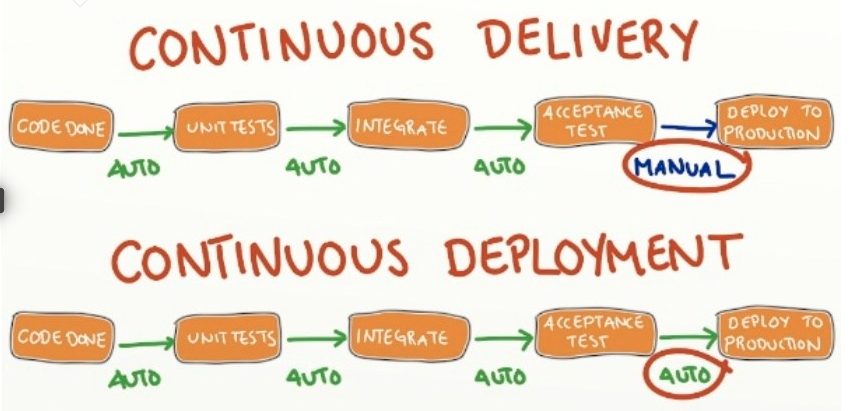 CONTINUOUS DELIVERY
CODE DONE
UNIT TESTS
INTEGRATE
ACCEPTANCE
TEST
DEPLOY TO
PRODUCTION
AUTO
AUTO
AUTO
MANUAL
CONTINUOUS DEPLOYMENT
CODE DONE
UNIT TESTS
INTEGRATE
ACCEPTANCE
TEST
DEPLOY TO
PRODUCTION
AUTO
AUTO
AUTO
AUTO